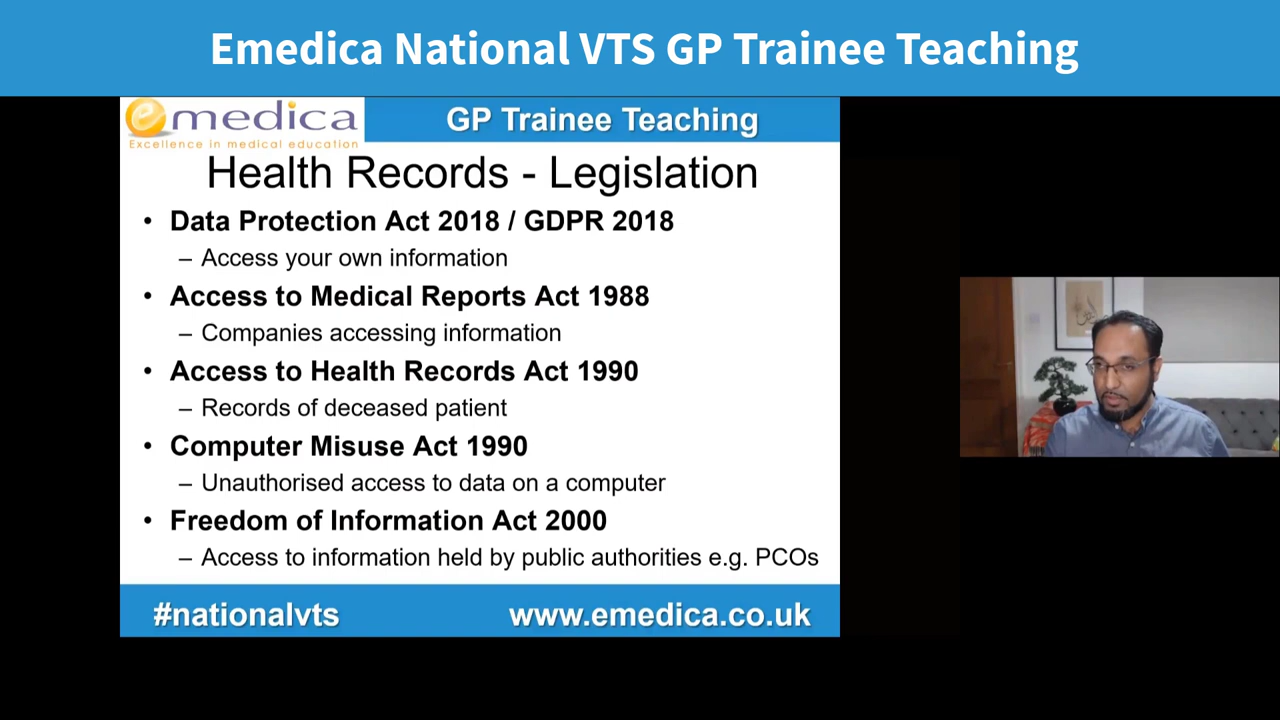 Emedica National VTS GP Trainee Teaching
emedica
Excellence in medical education
GP Trainee Teaching
Health Records - Legislation
• Data Protection Act 2018 / GDPR 2018
– Access your own information
• Access to Medical Reports Act 1988
– Companies accessing information
• Access to Health Records Act 1990
– Records of deceased patient
• Computer Misuse Act 1990
– Unauthorised access to data on a computer
• Freedom of Information Act 2000
– Access to information held by public authorities e.g. PCOs
#nationalvts
www.emedica.co.uk